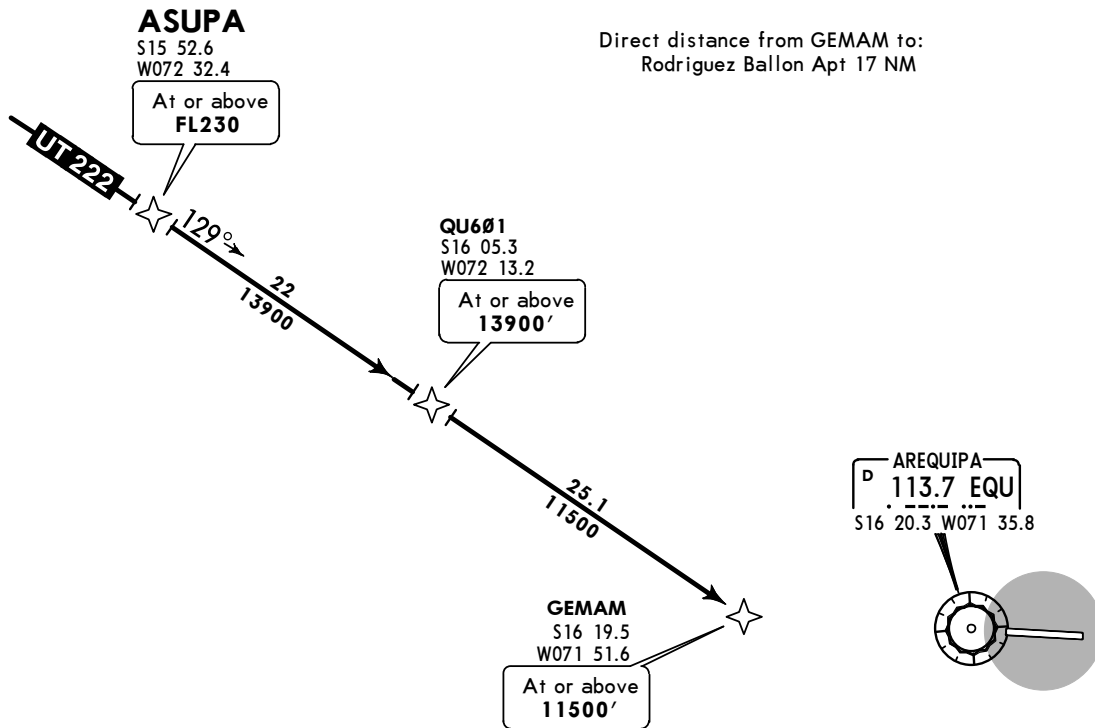 ASUPA
S15 52.6
W072 32.4
At or above
FL230
Direct distance from GEMAM to:
Rodriguez Ballon Apt 17 NM
UT 222
129°
22
13900
QU6Ø1
S16 05.3
W072 13.2
At or above
13900'
25.1
11500
AREQUIPA
D 113.7 EQU
S16 20.3 W071 35.8
GEMAM
S16 19.5
W071 51.6
At or above
11500'